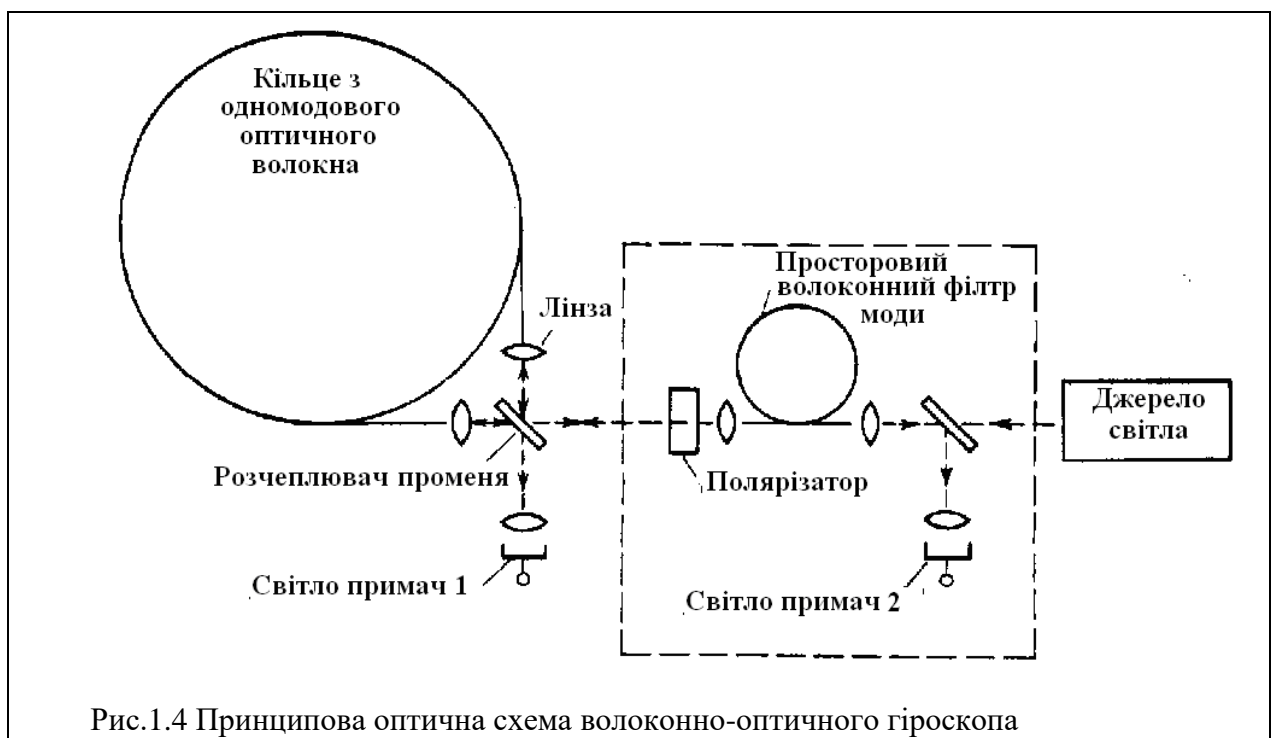 Кільце з
одномодового
оптичного
волокна
Просторовий
волоконний філтр
моди
Лінза
Джерело
світла
Розчеплювач променя
Полярізатор
Світло примач 1
Світло примач 2
Рис.1.4 Принципова оптична схема волоконно-оптичного гіроскопа